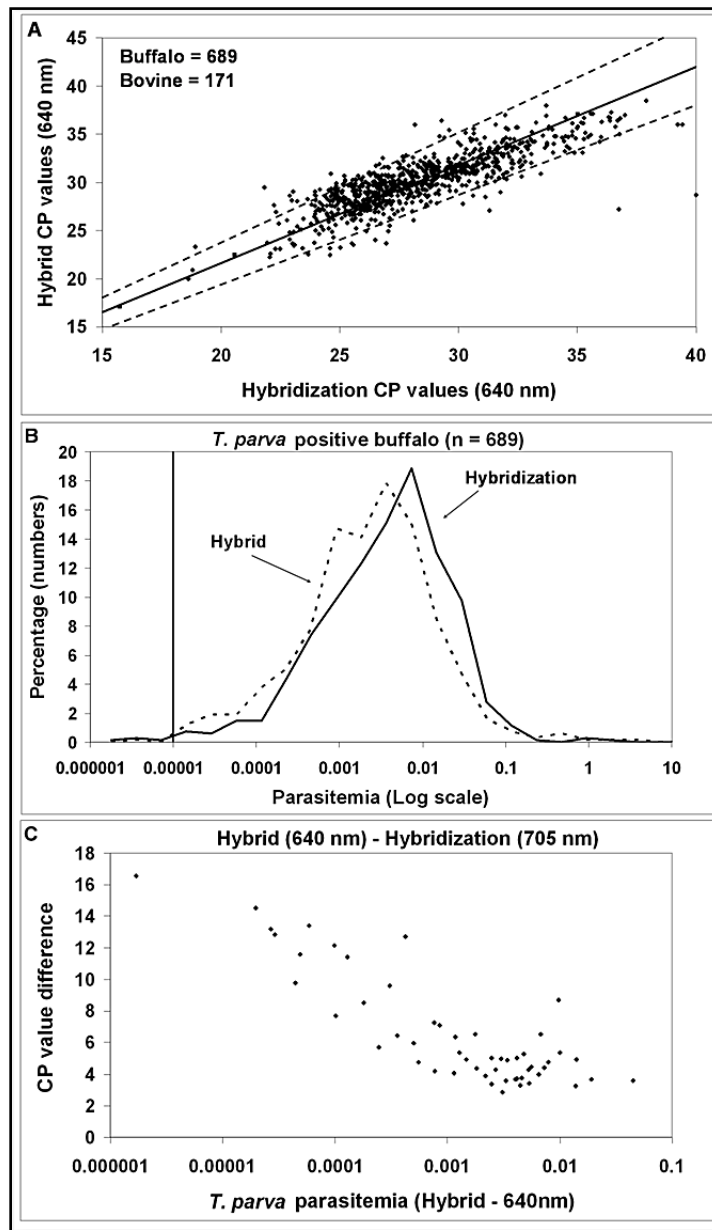 A
Buffalo = 689
Bovine = 171
45
40
35
30
25
20
15
Hybrid CP values (640 nm)
15 20 25 30 35 40
Hybridization CP values (640 nm)
B
T. parva positive buffalo (n = 689)
20
18
16
14
12
10
8
6
4
2
0
Percentage (numbers)
Hybridization
Hybrid
0.000001 0.00001 0.0001 0.001 0.01 0.1 1 10
Parasitemia (Log scale)
C
Hybrid (640 nm) - Hybridization (705 nm)
18
16
14
12
10
8
6
4
2
0
CP value difference
0.000001 0.00001 0.0001 0.001 0.01 0.1
T. parva parasitemia (Hybrid - 640nm)